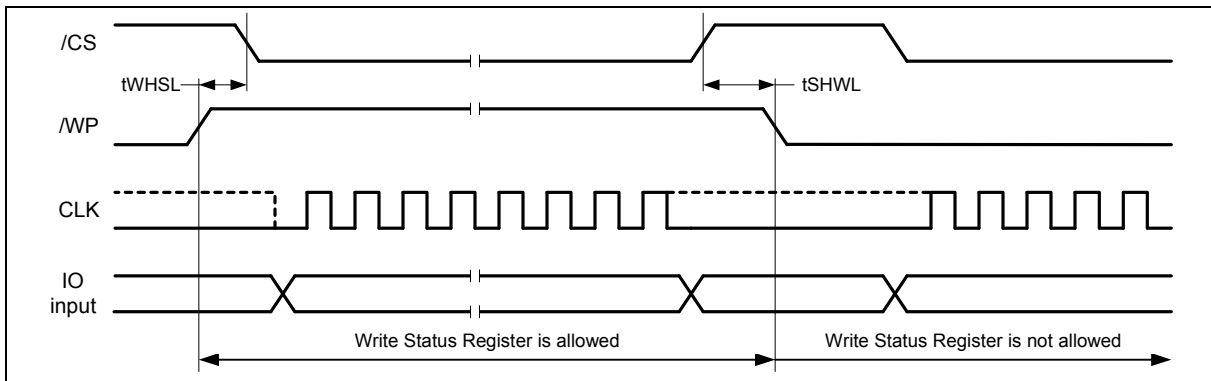 /CS
tWHSL
tSHWL
/WP
CLK
IO
input
Write Status Register is allowed
Write Status Register is not allowed